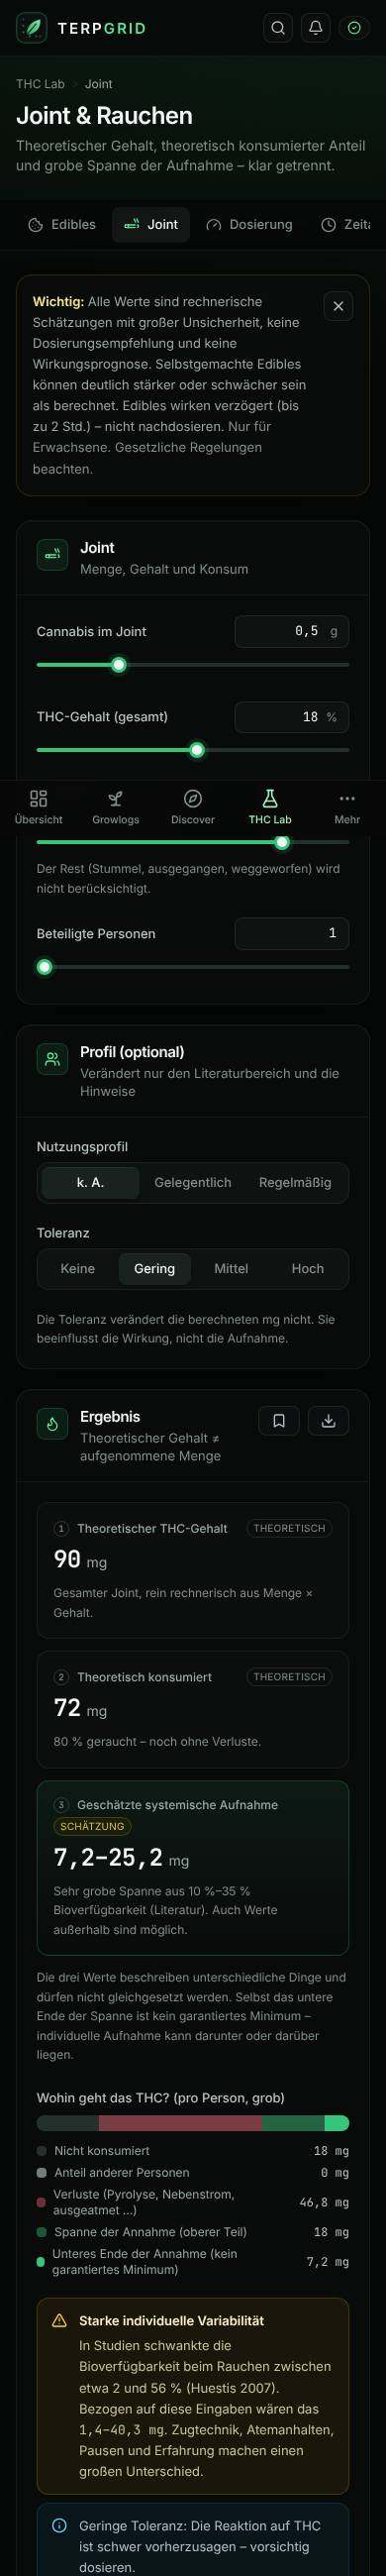 TERPGRID
THC Lab › Joint
Joint & Rauchen
Theoretischer Gehalt, theoretisch konsumierter Anteil
und grobe Spanne der Aufnahme – klar getrennt.
Edibles Joint Dosierung
Wichtig: Alle Werte sind rechnerische
Schätzungen mit großer Unsicherheit, keine
Dosierungsempfehlung und keine
Wirkungsprognose. Selbstgemachte Edibles
können deutlich stärker oder schwächer sein
als berechnet. Edibles wirken verzögert (bis
zu 2 Std.) – nicht nachdosieren. Nur für
Erwachsene. Gesetzliche Regelungen
beachten.
Joint
Menge, Gehalt und Konsum
Cannabis im Joint 0,5 g
THC-Gehalt (gesamt) 18 %
Übersicht Growlogs Discover THC Lab Mehr
Der Rest (Stummel, ausgegangen, weggeworfen) wird
nicht berücksichtigt.
Beteiligte Personen 1
Profil (optional)
Verändert nur den Literaturbereich und die
Hinweise
Nutzungsprofil
k. A. Gelegentlich Regelmäßig
Toleranz
Keine Gering Mittel Hoch
Die Toleranz verändert die berechneten mg nicht. Sie
beeinflusst die Wirkung, nicht die Aufnahme.
Ergebnis
Theoretischer Gehalt ≠
aufgenommene Menge
1 Theoretischer THC-Gehalt THEORETISCH
90 mg
Gesamter Joint, rein rechnerisch aus Menge ×
Gehalt.
2 Theoretisch konsumiert THEORETISCH
72 mg
80 % geraucht – noch ohne Verluste.
3 Geschätzte systemische Aufnahme
SCHÄTZUNG
7,2–25,2 mg
Sehr grobe Spanne aus 10 %–35 %
Bioverfügbarkeit (Literatur). Auch Werte
außerhalb sind möglich.
Die drei Werte beschreiben unterschiedliche Dinge und
dürfen nicht gleichgesetzt werden. Selbst das untere
Ende der Spanne ist kein garantiertes Minimum –
individuelle Aufnahme kann darunter oder darüber
liegen.
Wohin geht das THC? (pro Person, grob)
Nicht konsumiert 18 mg
Anteil anderer Personen 0 mg
Verluste (Pyrolyse, Nebenstrom,
ausgeatmet …) 46,8 mg
Spanne der Annahme (oberer Teil) 18 mg
Unteres Ende der Annahme (kein
garantiertes Minimum) 7,2 mg
Starke individuelle Variabilität
In Studien schwankte die
Bioverfügbarkeit beim Rauchen zwischen
etwa 2 und 56 % (Huestis 2007).
Bezogen auf diese Eingaben wären das
1,4–40,3 mg. Zugtechnik, Atemanhalten,
Pausen und Erfahrung machen einen
großen Unterschied.
Geringe Toleranz: Die Reaktion auf THC
ist schwer vorherzusagen – vorsichtig
dosieren.